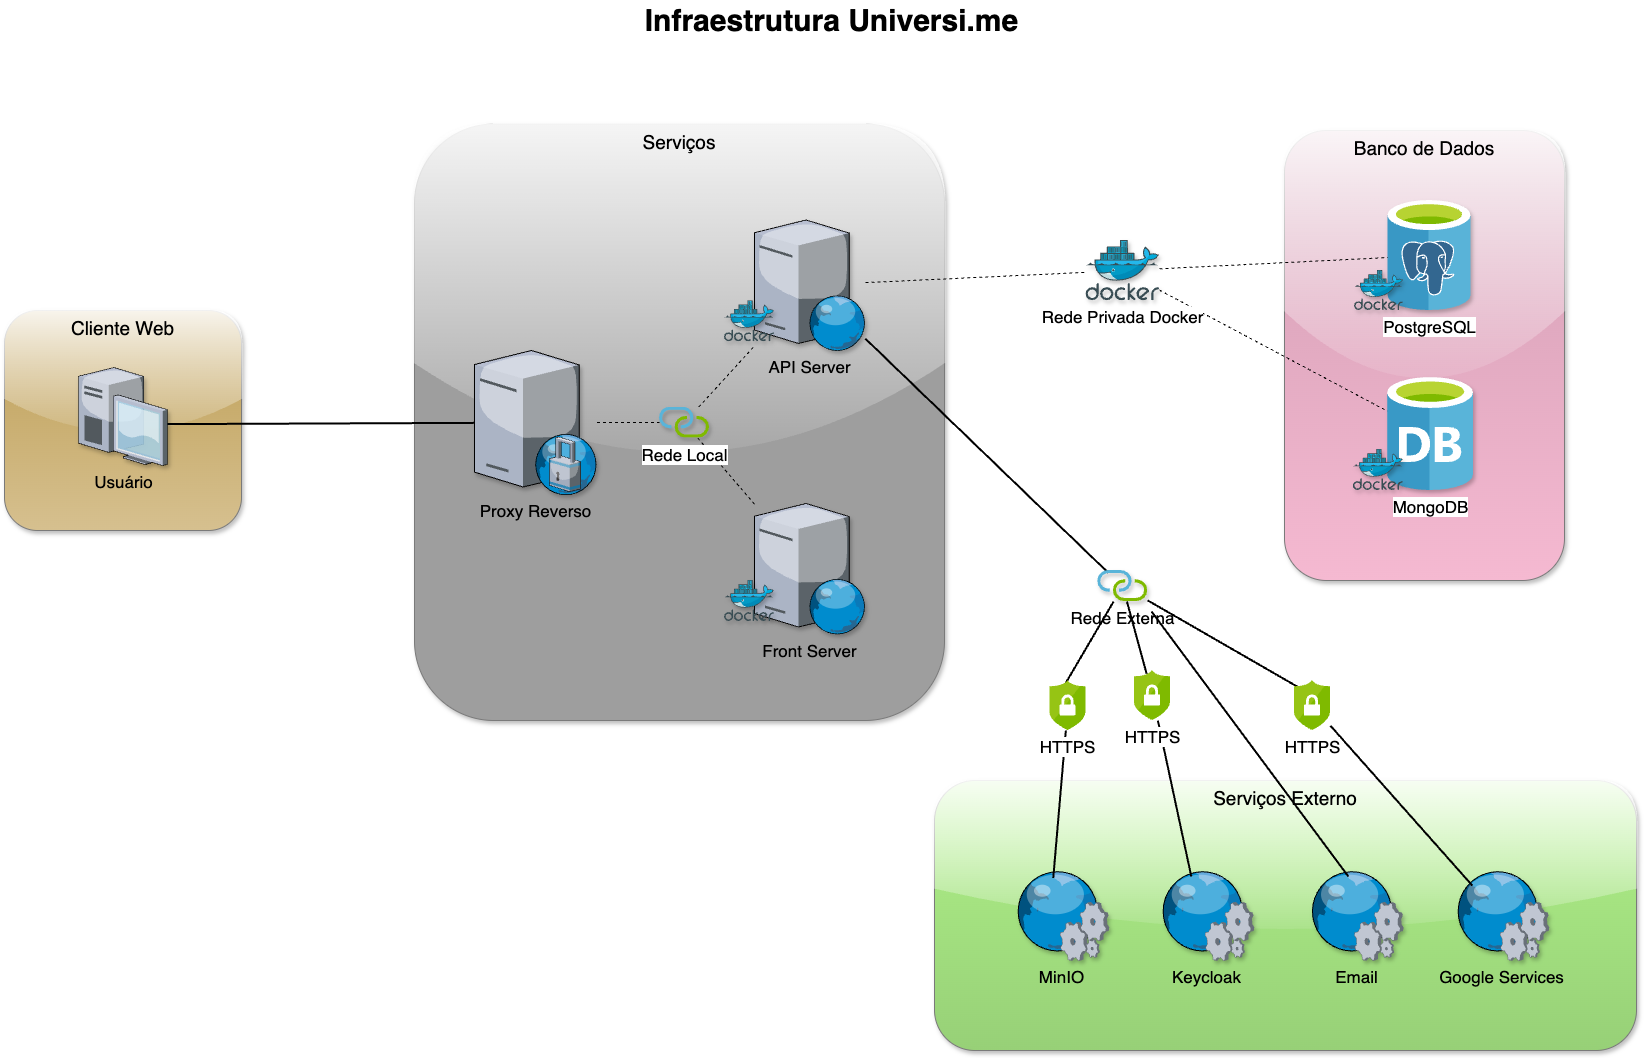 Infraestrutura Universi.me
Serviços
Banco de Dados
Cliente Web
Usuário
Proxy Reverso
docker
API Server
Rede Local
docker
Front Server
docker
Rede Privada Docker
docker
PostgreSQL
DB
docker
MongoDB
Rede Externa
HTTPS
HTTPS
HTTPS
Serviços Externo
MinIO
Keycloak
Email
Google Services